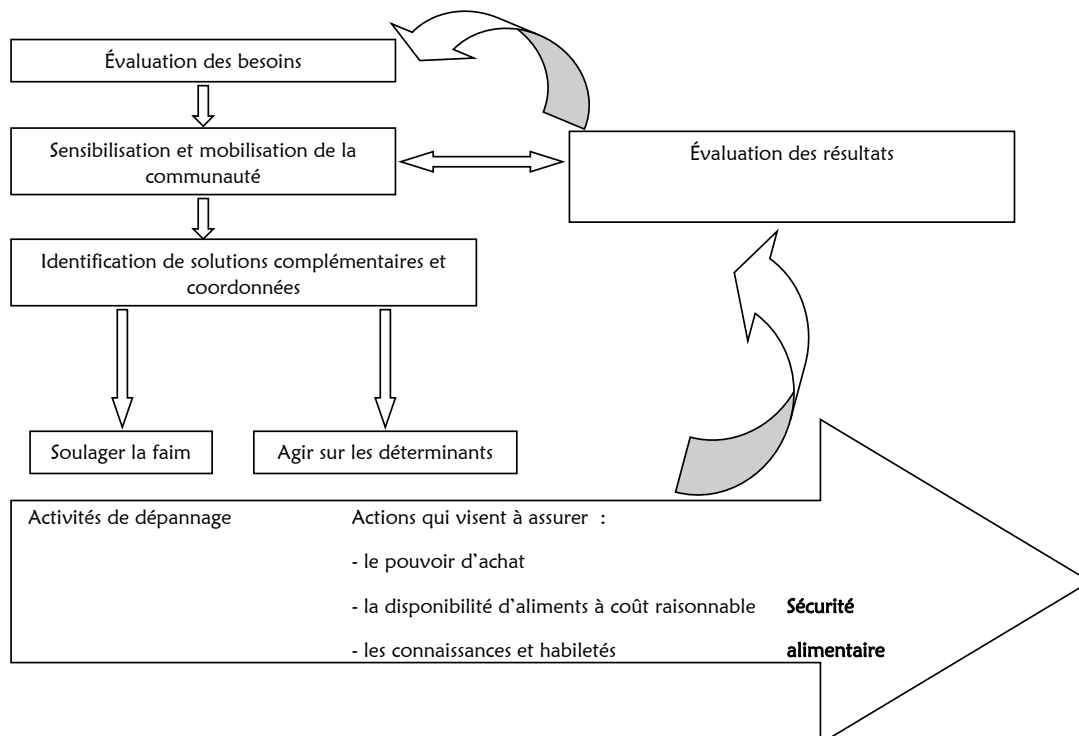 Évaluation des besoins
Sensibilisation et mobilisation de la
communauté
Évaluation des résultats
Identification de solutions complémentaires et
coordonnées
Soulager la faim
Agir sur les déterminants
Activités de dépannage
Actions qui visent à assurer :
- le pouvoir d’achat
- la disponibilité d’aliments à coût raisonnable
- les connaissances et habiletés
Sécurité
alimentaire